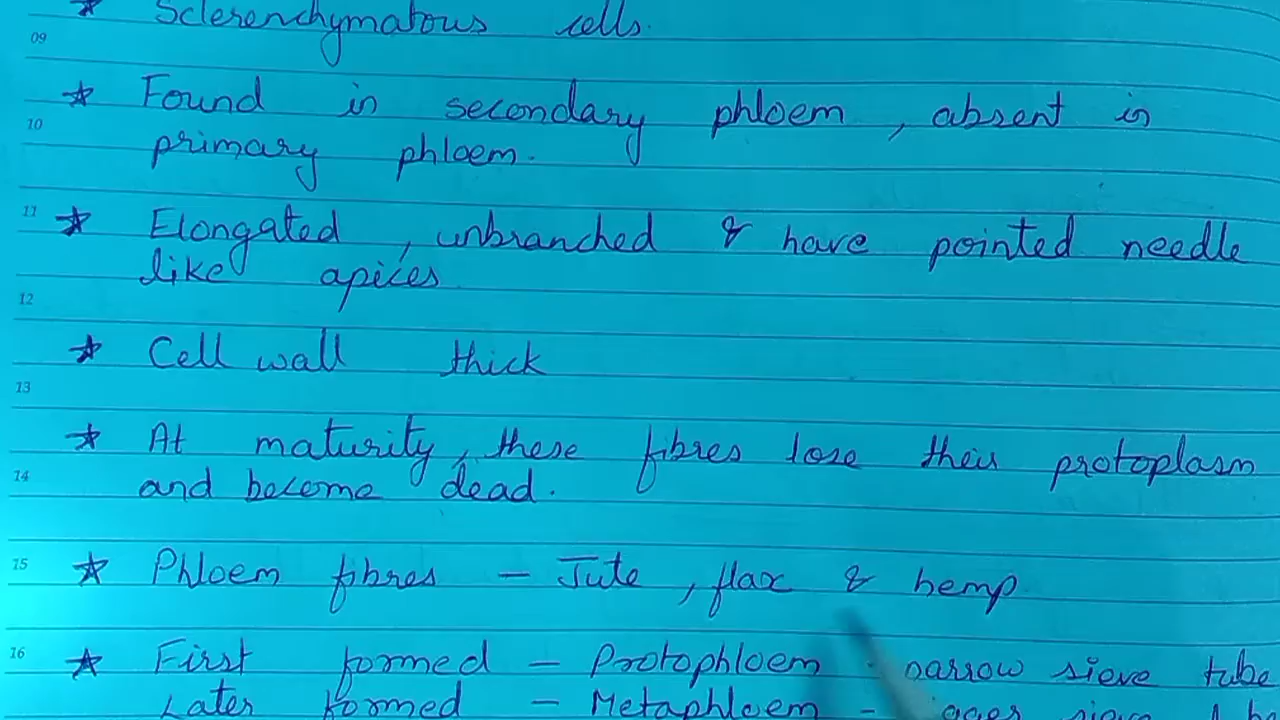 ★ Sclerenchymatous cells.
09
★ Found in secondary phloem, absent in
10
primary phloem.
11
★ Elongated, unbranched & have pointed needle
like apices
12
★ Cell wall thick
13
★ At maturity, these fibres lose their protoplasm
14
and become dead.
15
★ Phloem fibres – Jute, flax & hemp
16
★ First formed – Protophloem - narrow sieve tube
Later formed – Metaphloem –